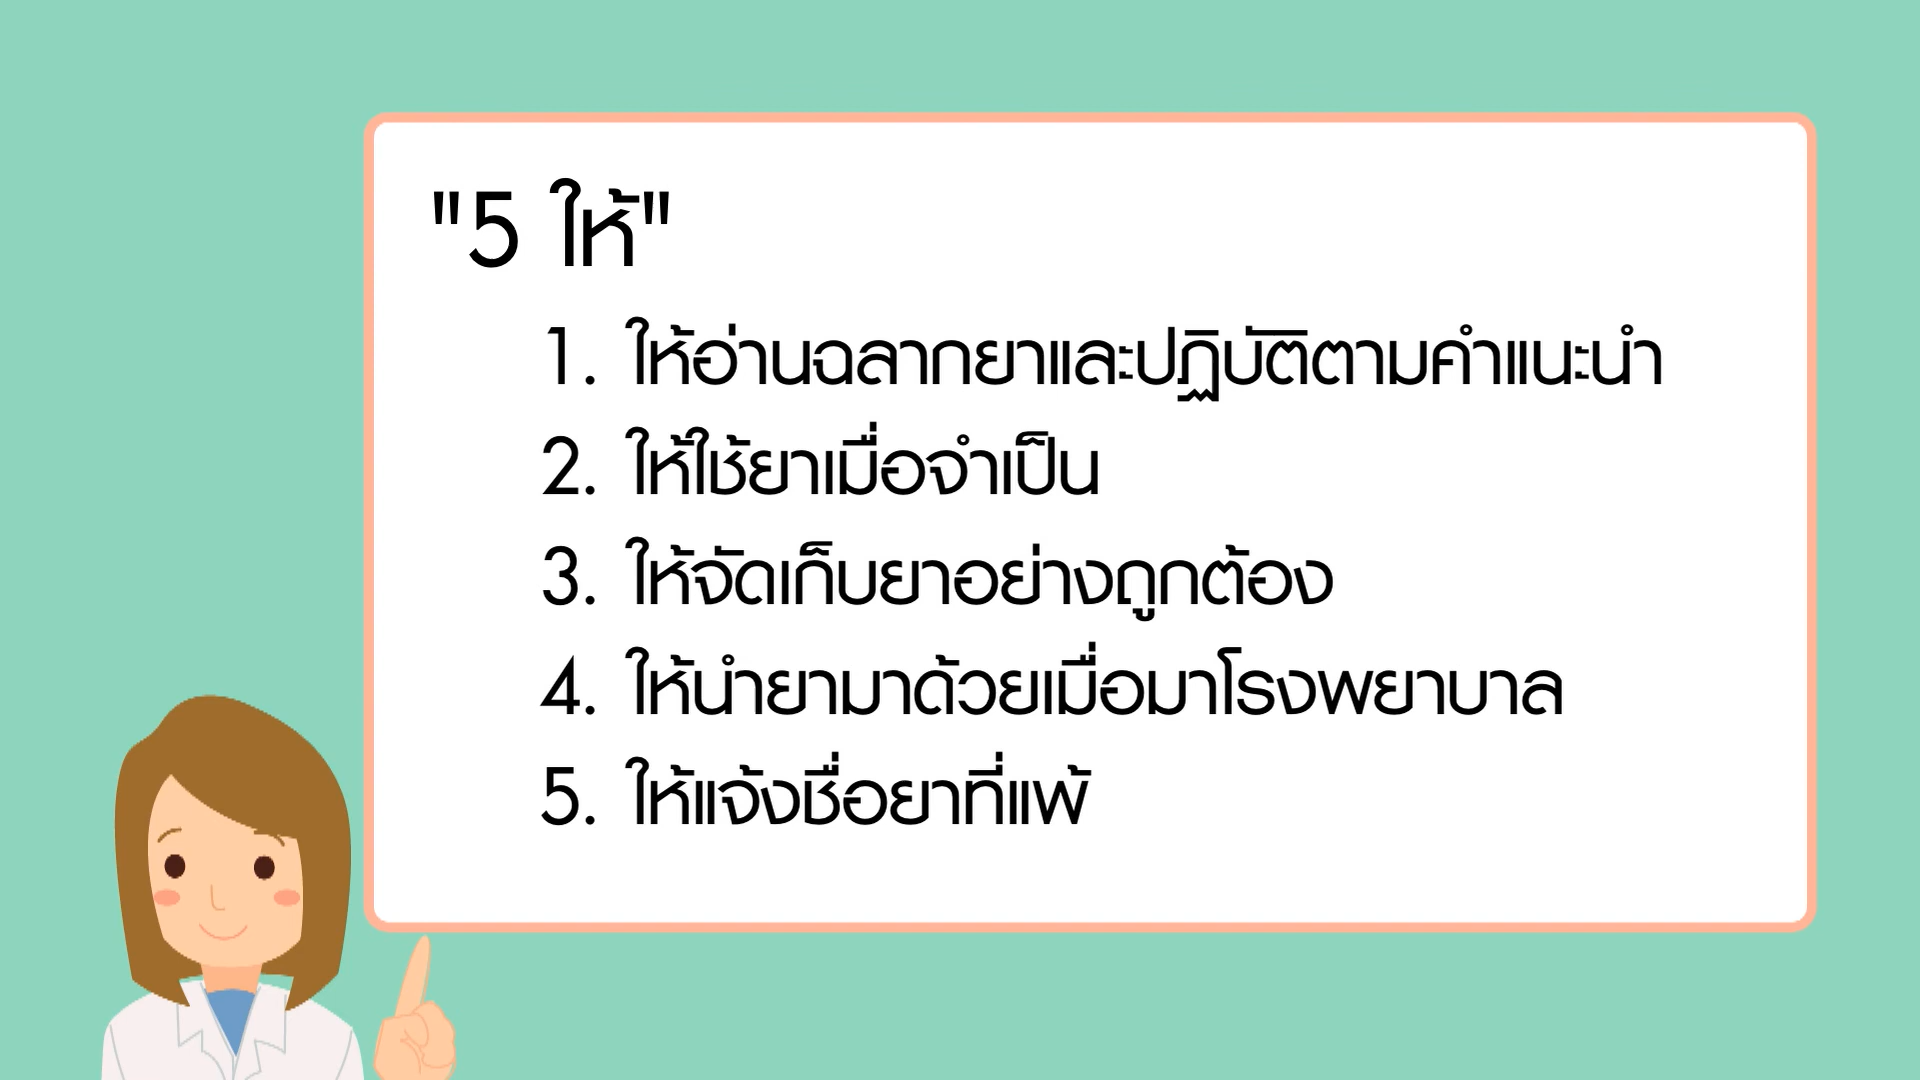 "5 ให้"
1. ให้อ่านฉลากยาและปฏิบัติตามคำแนะนำ
2. ให้ใช้ยาเมื่อจำเป็น
3. ให้จัดเก็บยาอย่างถูกต้อง
4. ให้นำยามาด้วยเมื่อมาโรงพยาบาล
5. ให้แจ้งชื่อยาที่แพ้